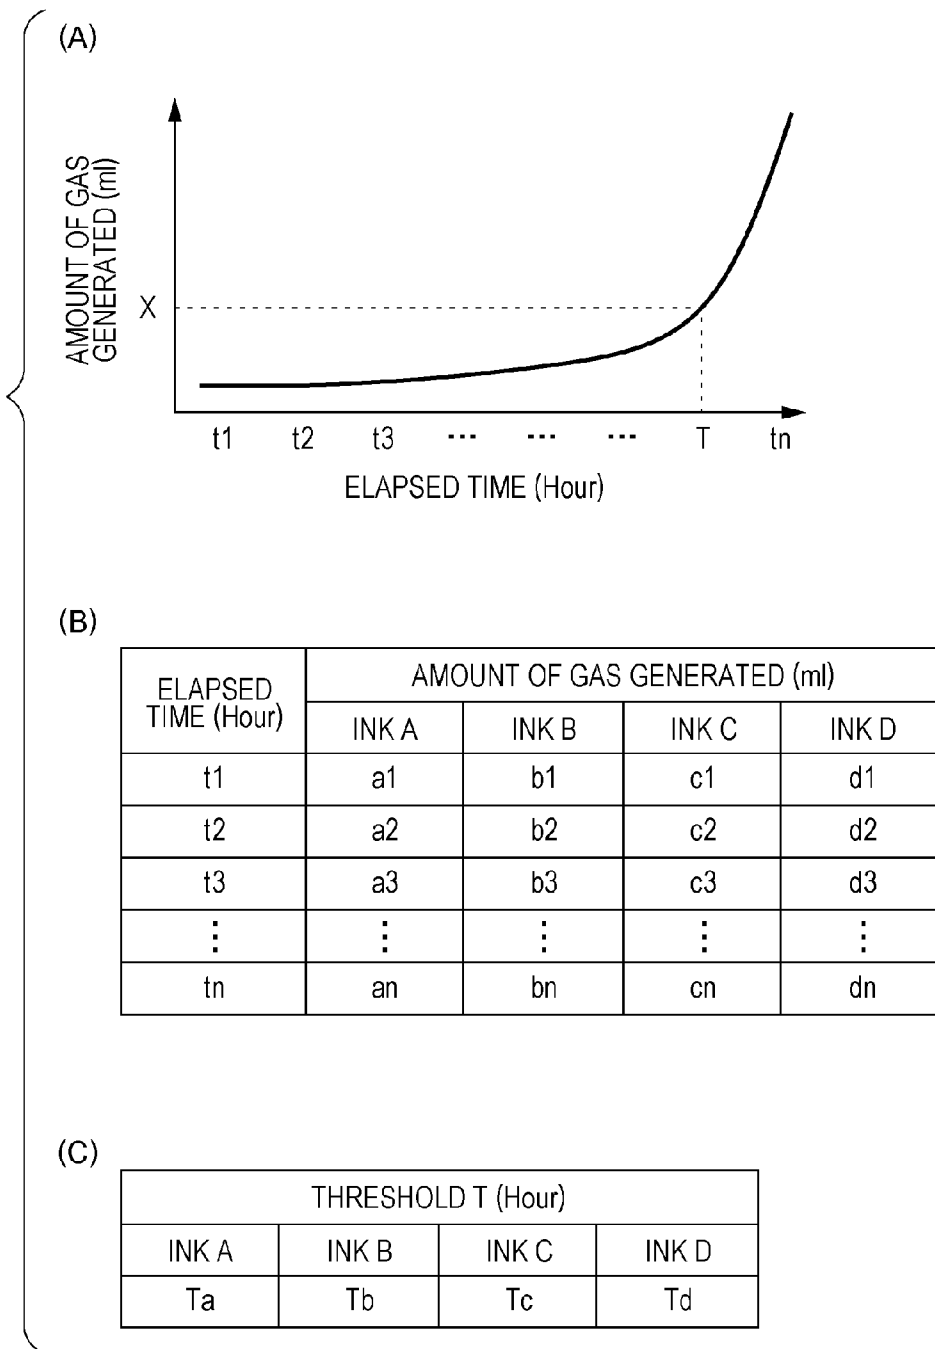 (A)
AMOUNT OF GAS
GENERATED (ml)
X
t1 t2 t3 ... ... ... T tn
ELAPSED TIME (Hour)
(B)
ELAPSED
TIME (Hour)
AMOUNT OF GAS GENERATED (ml)
INK A INK B INK C INK D
t1 a1 b1 c1 d1
t2 a2 b2 c2 d2
t3 a3 b3 c3 d3
⋮ ⋮ ⋮ ⋮ ⋮
tn an bn cn dn
(C)
THRESHOLD T (Hour)
INK A INK B INK C INK D
Ta Tb Tc Td